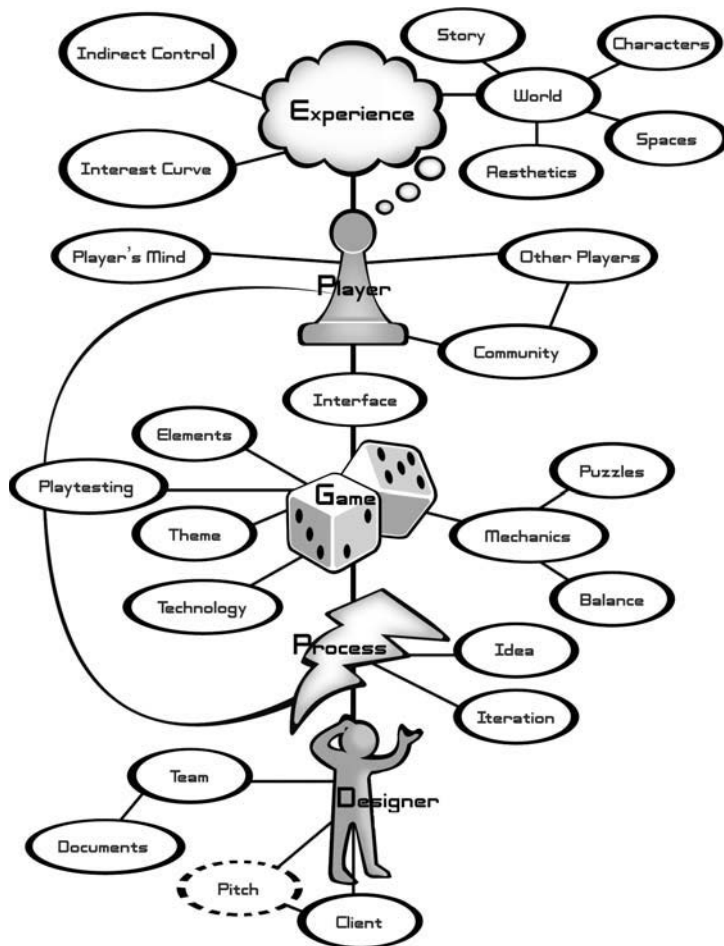 Story
Indirect Control
Characters
Experience
World
Spaces
Interest Curve
Aesthetics
Player's Mind
Other Players
Player
Community
Interface
Elements
Puzzles
Playtesting
Game
Theme
Mechanics
Technology
Balance
Process
Idea
Iteration
Team
Designer
Documents
Pitch
Client